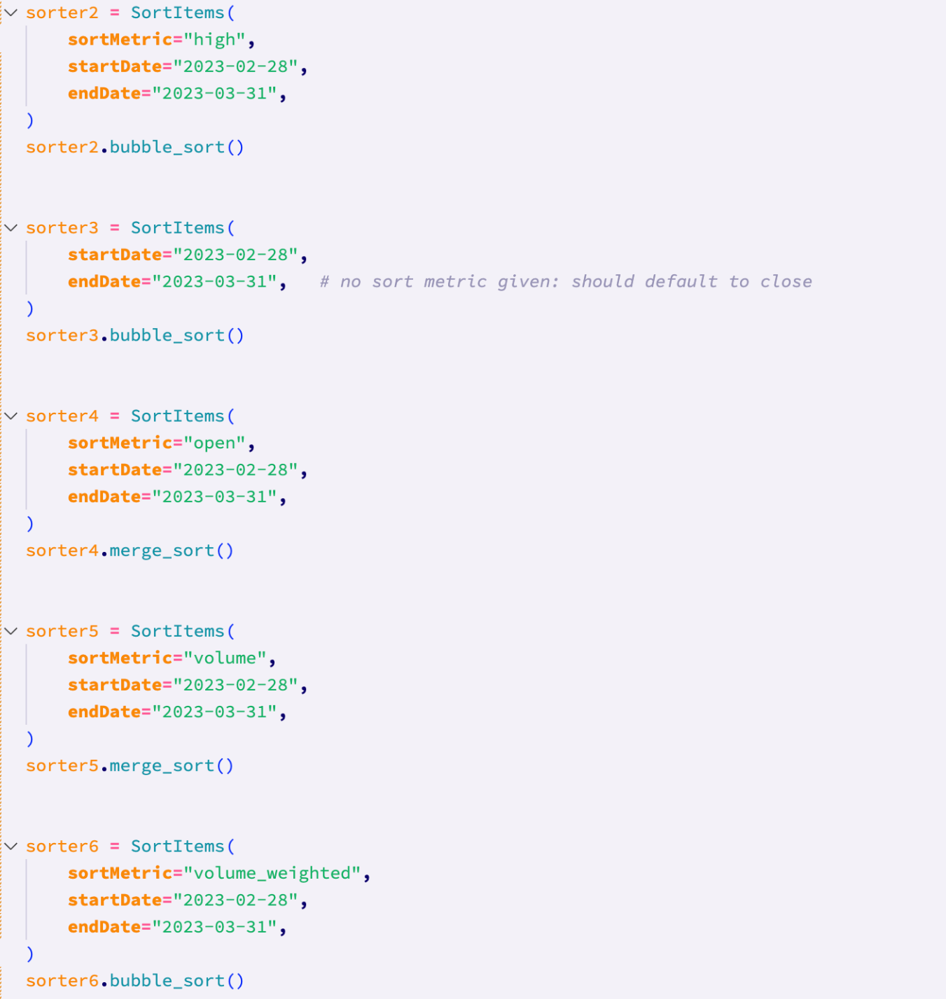 sorter2 = SortItems(
    sortMetric="high",
    startDate="2023-02-28",
    endDate="2023-03-31",
)
sorter2.bubble_sort()

sorter3 = SortItems(
    startDate="2023-02-28",
    endDate="2023-03-31",   # no sort metric given: should default to close
)
sorter3.bubble_sort()

sorter4 = SortItems(
    sortMetric="open",
    startDate="2023-02-28",
    endDate="2023-03-31",
)
sorter4.merge_sort()

sorter5 = SortItems(
    sortMetric="volume",
    startDate="2023-02-28",
    endDate="2023-03-31",
)
sorter5.merge_sort()

sorter6 = SortItems(
    sortMetric="volume_weighted",
    startDate="2023-02-28",
    endDate="2023-03-31",
)
sorter6.bubble_sort()